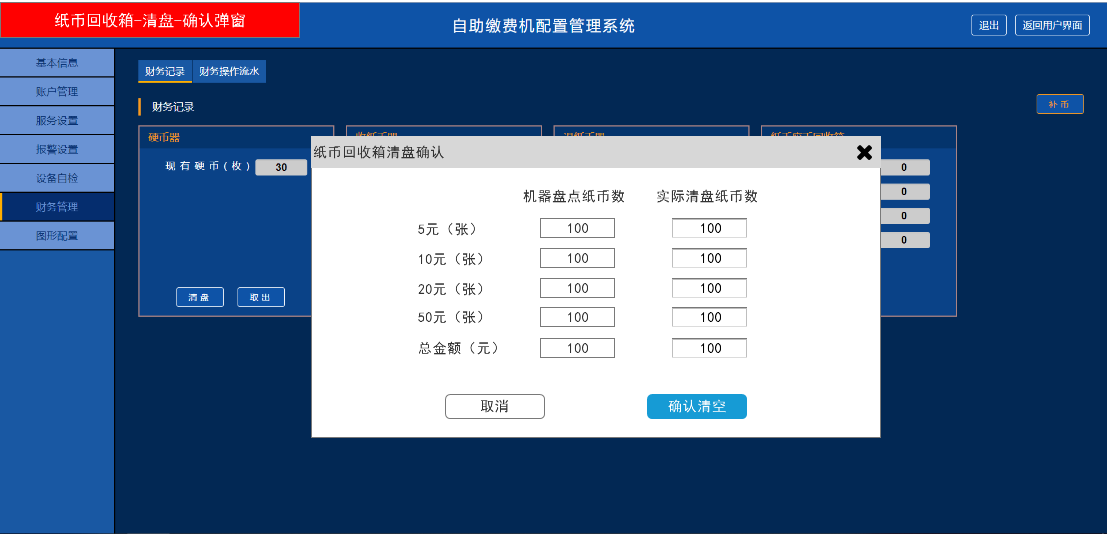 纸币回收箱-清盘-确认弹窗
自助缴费机配置管理系统
退出
返回用户界面
基本信息
账户管理
服务设置
报警设置
设备自检
财务管理
图形配置
财务记录 财务操作流水
财务记录
补币
硬币器
现有硬币(枚) 30
清盘 取出
0
0
0
0
纸币回收箱清盘确认
机器盘点纸币数 实际清盘纸币数
5元（张） 100 100
10元（张） 100 100
20元（张） 100 100
50元（张） 100 100
总金额（元） 100 100
取消 确认清空